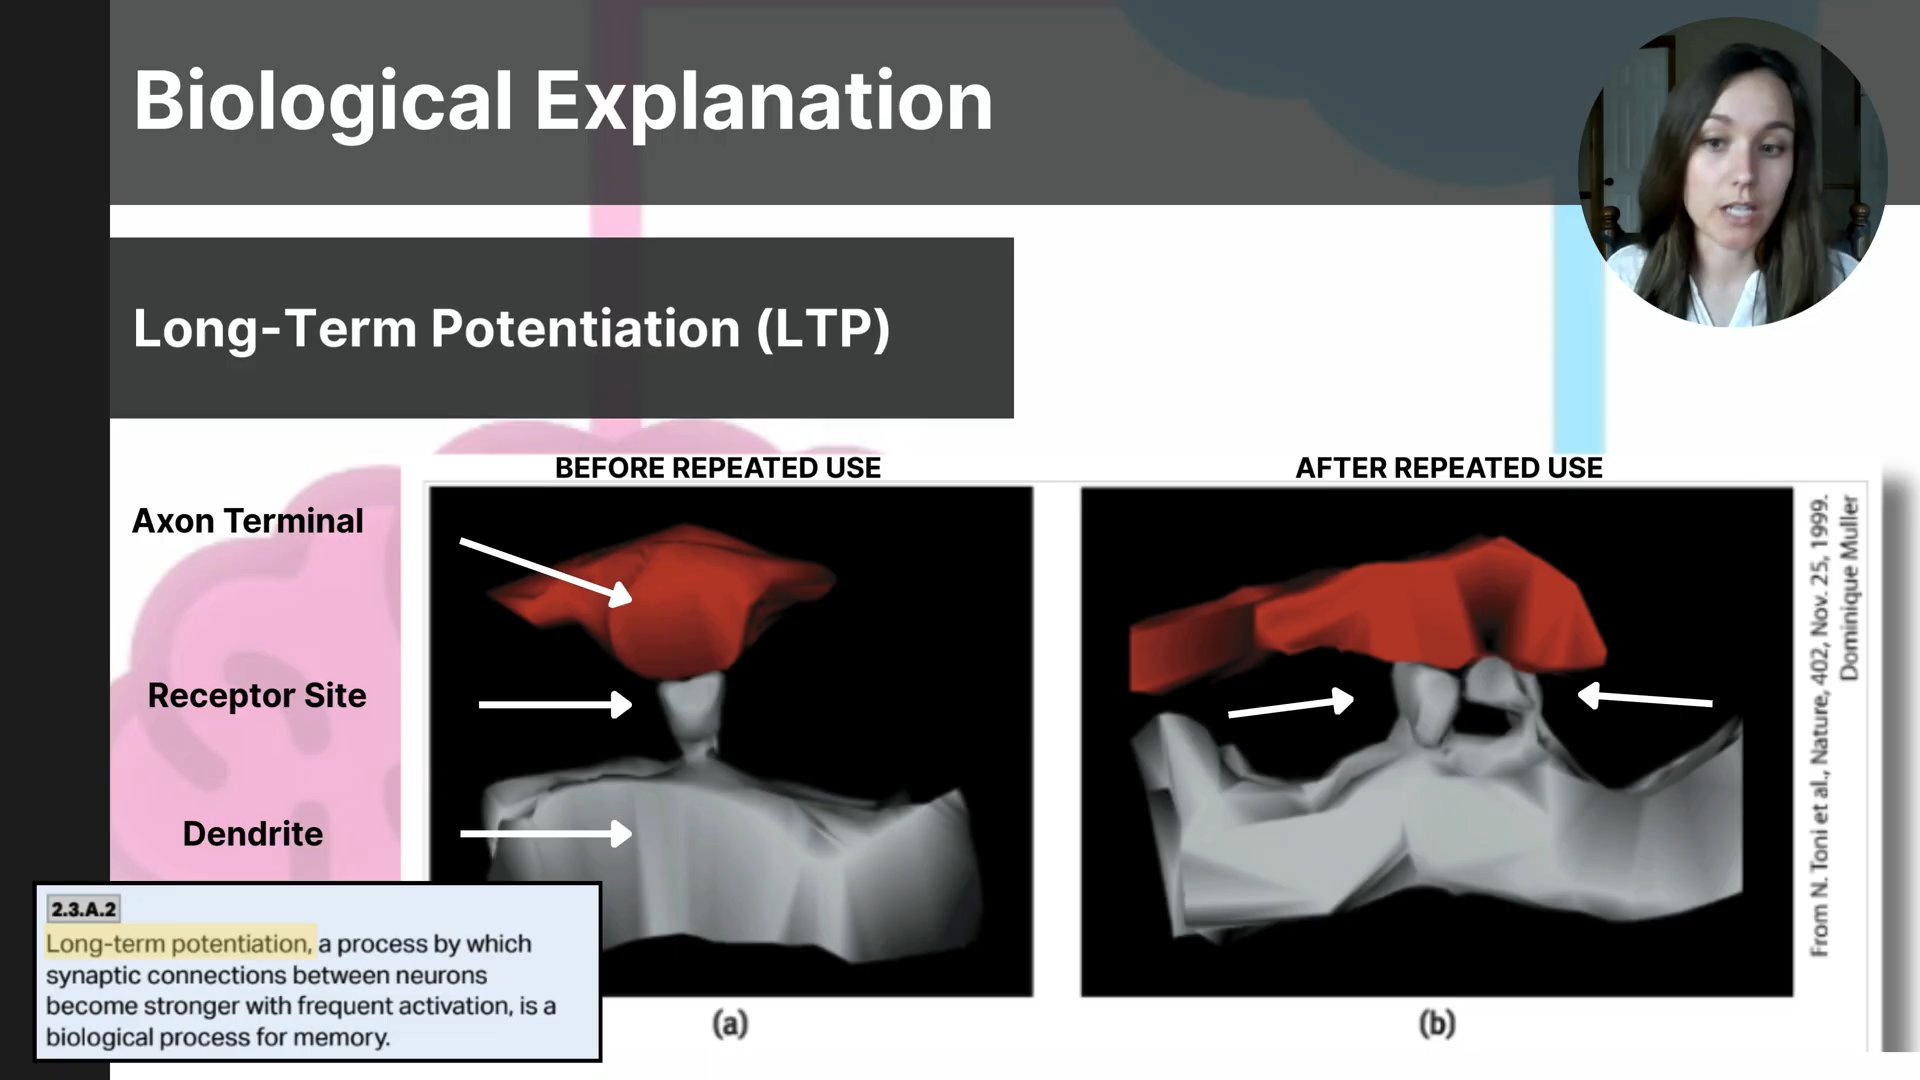 Biological Explanation
Long-Term Potentiation (LTP)
BEFORE REPEATED USE
AFTER REPEATED USE
Axon Terminal
Receptor Site
Dendrite
From N. Toni et al., Nature, 402, Nov. 25, 1999.
Dominique Muller
2.3.A.2
Long-term potentiation, a process by which
synaptic connections between neurons
become stronger with frequent activation, is a
biological process for memory.
(a)
(b)